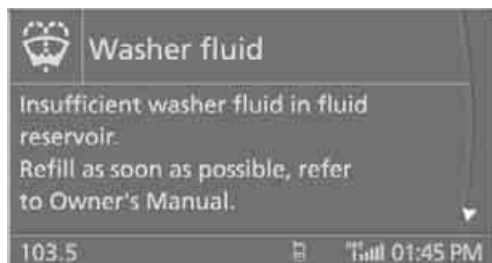 Washer fluid
Insufficient washer fluid in fluid
reservoir.
Refill as soon as possible, refer
to Owner's Manual.
103.5 01:45 PM